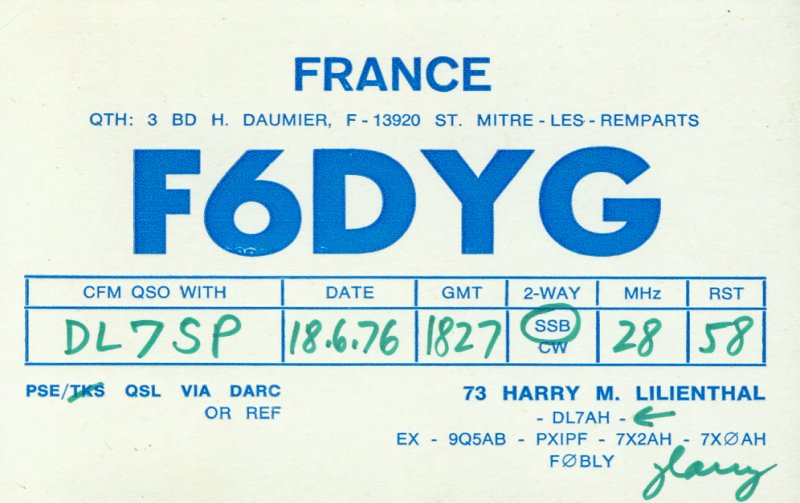 FRANCE
QTH: 3 BD H. DAUMIER, F-13920 ST. MITRE-LES-REMPARTS
F6DYG
CFM QSO WITH DATE GMT 2-WAY MHz RST
DL7SP 18.6.76 1827 SSB 28 58
CW
PSE/TKS QSL VIA DARC
OR REF
73 HARRY M. LILIENTHAL
- DL7AH - ←
EX - 9Q5AB - PXIPF - 7X2AH - 7XØAH
FØBLY
Harry